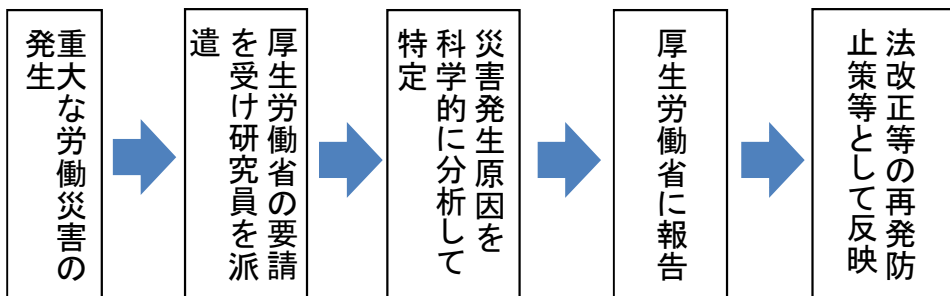 重大な労働災害の
発生
厚生労働省の要請
を受け研究員を派
遣
災害発生原因を
科学的に分析して
特定
厚生労働省に報告
法改正等の再発防
止策等として反映